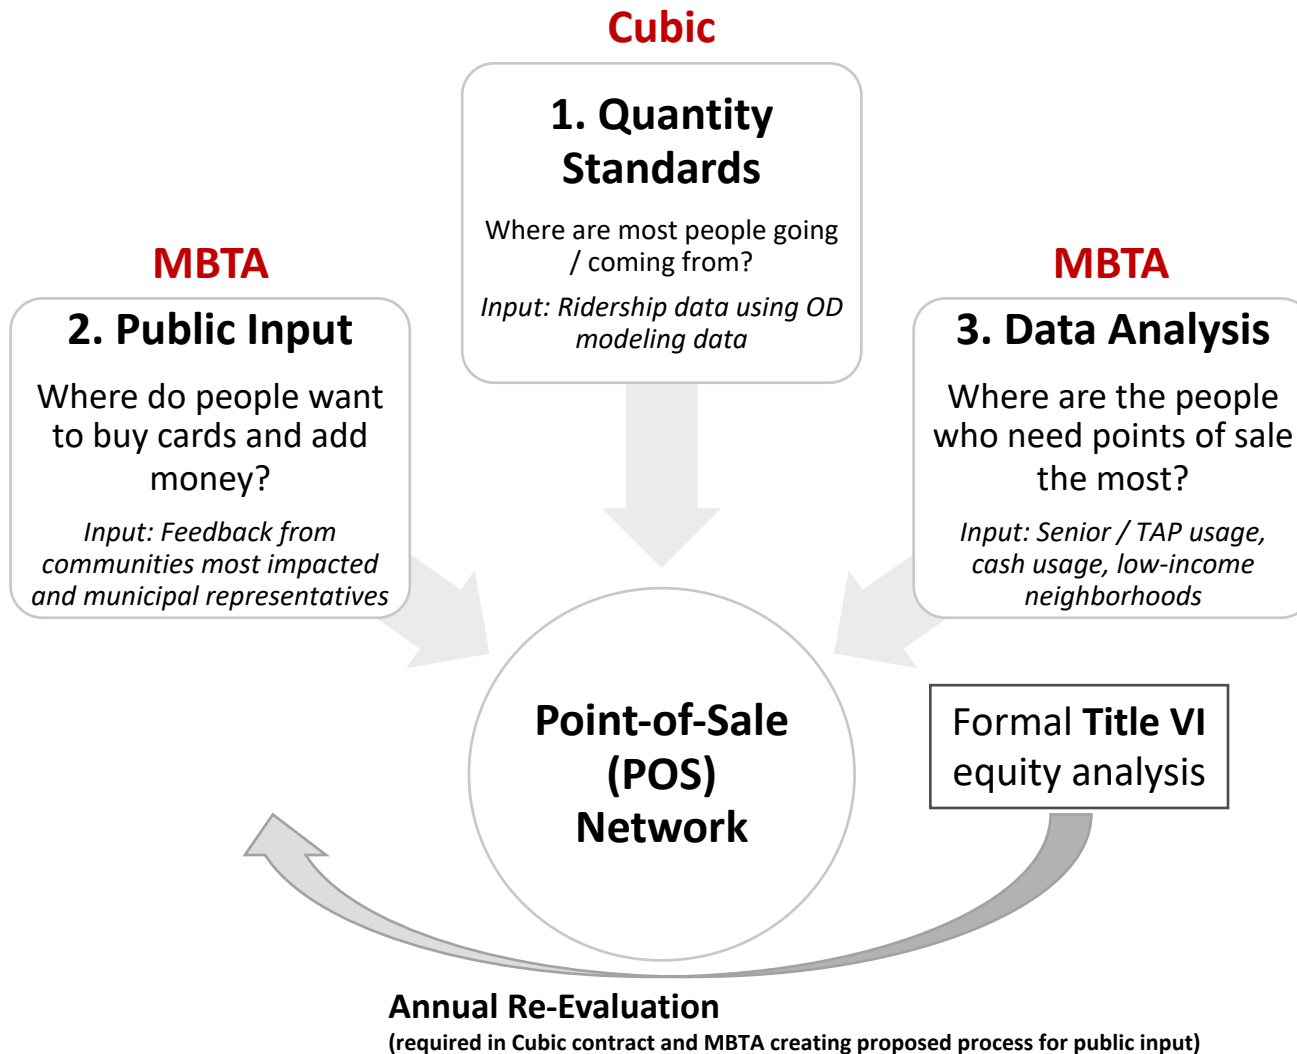 Cubic
1. Quantity
Standards
Where are most people going
/ coming from?
Input: Ridership data using OD
modeling data
MBTA
2. Public Input
Where do people want
to buy cards and add
money?
Input: Feedback from
communities most impacted
and municipal representatives
MBTA
3. Data Analysis
Where are the people
who need points of sale
the most?
Input: Senior / TAP usage,
cash usage, low-income
neighborhoods
Point-of-Sale
(POS)
Network
Formal Title VI
equity analysis
Annual Re-Evaluation
(required in Cubic contract and MBTA creating proposed process for public input)